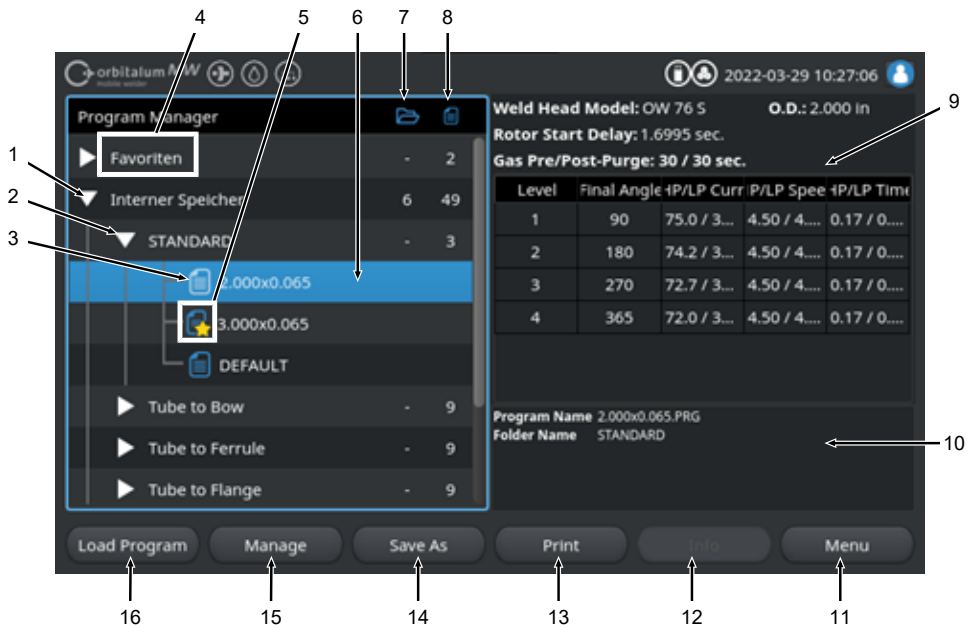 4 5 6 7 8
orbitalum MW
mobile welder
2022-03-29 10:27:06
Program Manager
Favoriten - 2
Interner Speicher 6 49
STANDARD - 3
2.000x0.065
3.000x0.065
DEFAULT
Tube to Bow - 9
Tube to Ferrule - 9
Tube to Flange - 9
1
2
3
Weld Head Model: OW 76 S O.D.: 2.000 in
Rotor Start Delay: 1.6995 sec.
Gas Pre/Post-Purge: 30 / 30 sec.
Level Final Angle HP/LP Curr P/LP Spee HP/LP Time
1 90 75.0 / 3... 4.50 / 4.... 0.17 / 0....
2 180 74.2 / 3... 4.50 / 4.... 0.17 / 0....
3 270 72.7 / 3... 4.50 / 4.... 0.17 / 0....
4 365 72.0 / 3... 4.50 / 4.... 0.17 / 0....
9
Program Name 2.000x0.065.PRG
Folder Name STANDARD
10
Load Program Manage Save As Print Info Menu
16 15 14 13 12 11